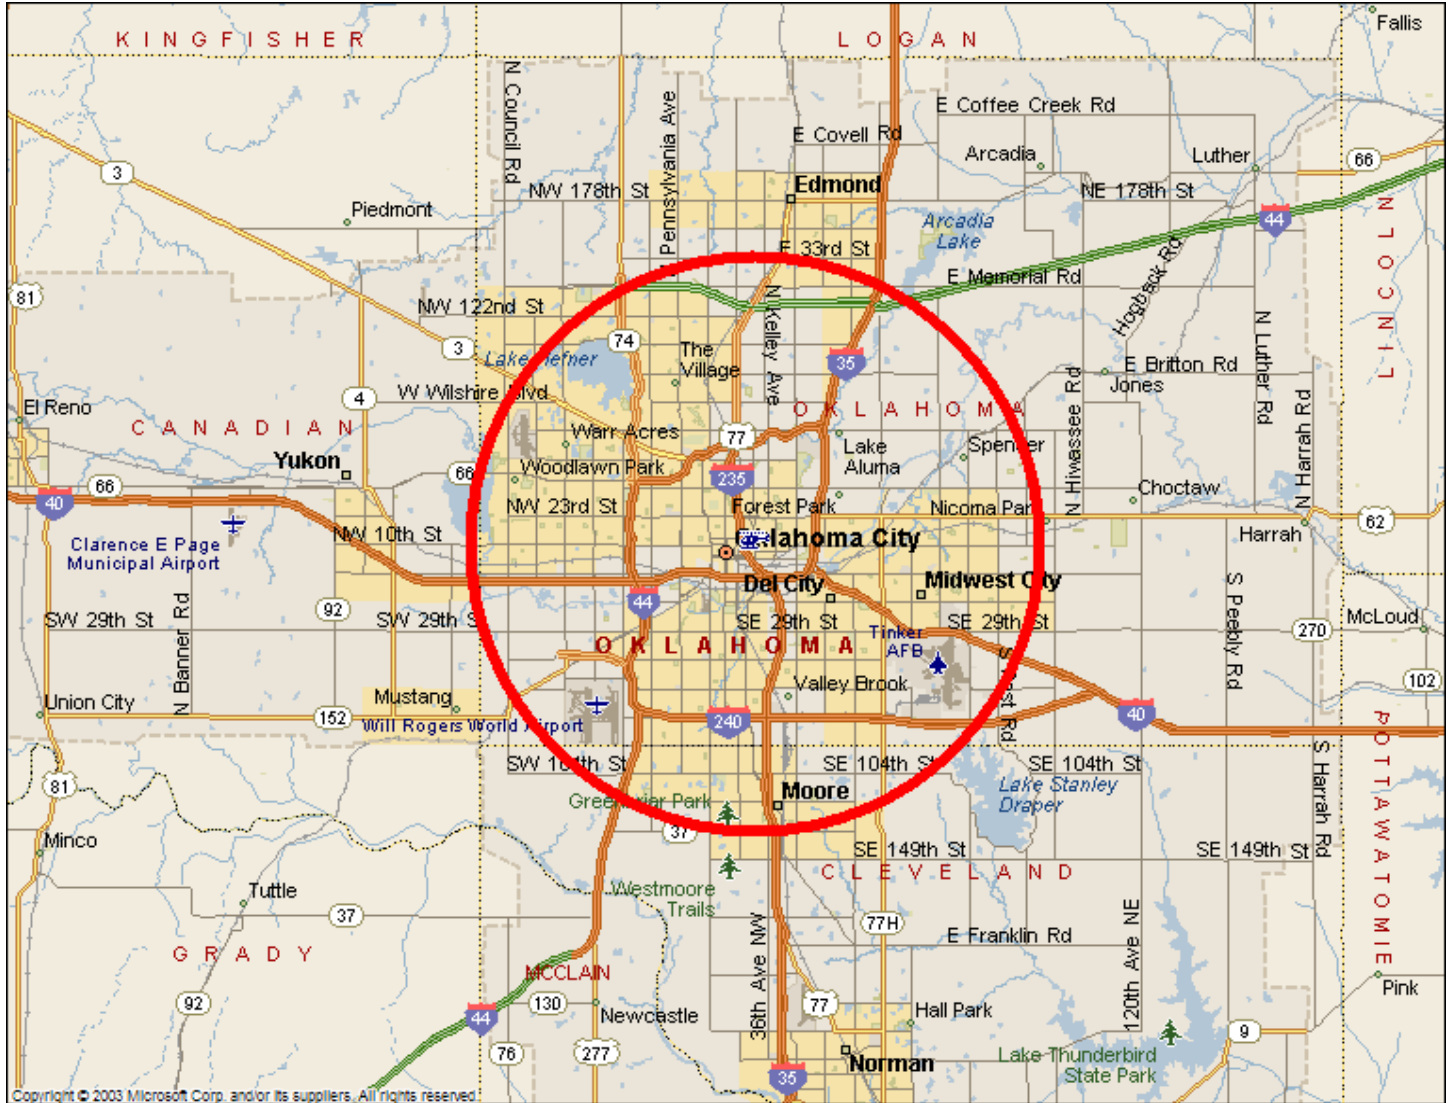 KINGFISHER
LOGAN
Fallis
N Council Rd
N Pennsylvania Ave
E Coffee Creek Rd
E Covell Rd
Arcadia
Luther
66
3
NW 178th St
Edmond
NE 178th St
Piedmont
Arcadia
Lake
44
LINCOLN
E 33rd St
E Memorial Rd
Hogback Rd
81
NW 122nd St
N Kelley Ave
N Luther Rd
74
3
Lake Hefner
The
Village
35
E Britton Rd
Jones
4
W Wilshire Blvd
El Reno
CANADIAN
OKLAHOMA
N Hiwassee Rd
N Harrah Rd
Warr Acres
77
Lake
Aluma
Spencer
Yukon
66
Woodlawn Park
235
66
40
NW 23rd St
Forest Park
Nicoma Park
Choctaw
62
NW 10th St
Oklahoma City
Harrah
Clarence E Page
Municipal Airport
Del City
Midwest City
S Peebly Rd
N Banner Rd
92
44
SW 29th St
SW 29th St
SE 29th St
SE 29th St
McLoud
270
OKLAHOMA
Tinker
AFB
102
Mustang
Valley Brook
Union City
152
Will Rogers World Airport
240
40
POTTAWATOMIE
SW 104th St
SE 104th St
SE 104th St
S Harrah Rd
81
Lake Stanley
Draper
Moore
Greenbriar Park
37
Minco
SE 149th St
SE 149th St
CLEVELAND
Tuttle
Westmoore
Trails
37
77H
E Franklin Rd
36th Ave NW
120th Ave NE
GRADY
MCCLAIN
Pink
92
130
77
44
Newcastle
Hall Park
9
76
277
Norman
Lake Thunderbird
State Park
35
Copyright © 2003 Microsoft Corp. and/or its suppliers. All rights reserved.